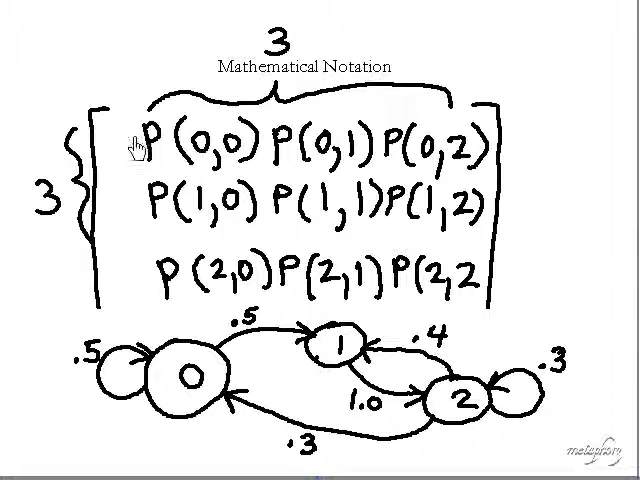 3
Mathematical Notation
P(0,0) P(0,1) P(0,2)
3
P(1,0) P(1,1) P(1,2)
P(2,0) P(2,1) P(2,2
.5
.5
1
.4
.3
0
1.0
2
.3
metaphory